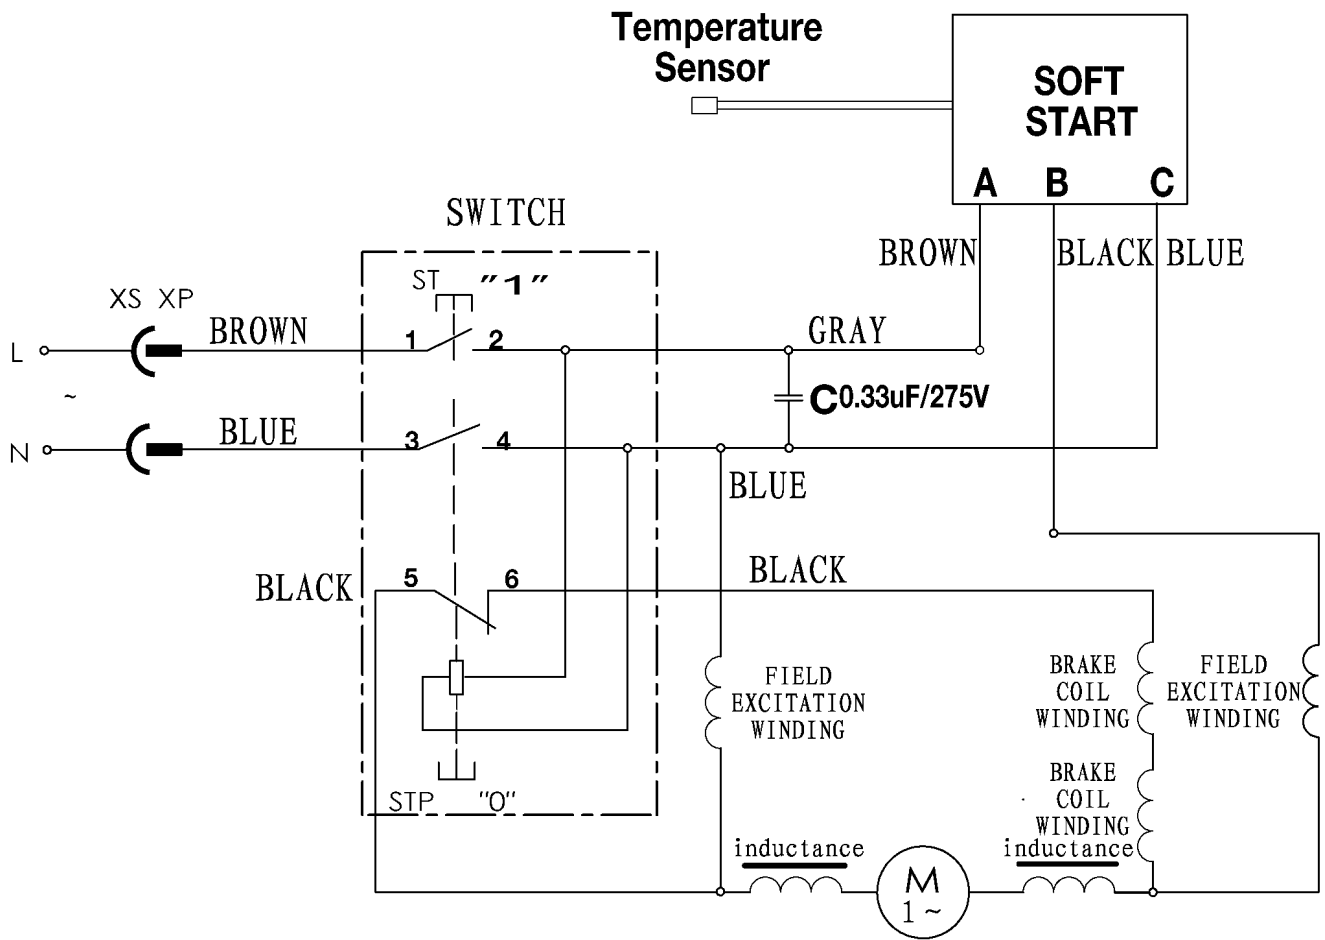 Temperature
Sensor
SOFT
START
A B C
BROWN BLACK BLUE
SWITCH
ST "1"
XS XP
L BROWN 1 2 GRAY
~
C0.33uF/275V
N BLUE 3 4
BLUE
BLACK 5 6 BLACK
FIELD
EXCITATION
WINDING
BRAKE
COIL
WINDING
FIELD
EXCITATION
WINDING
BRAKE
COIL
WINDING
STP "0"
inductance inductance
M
1~